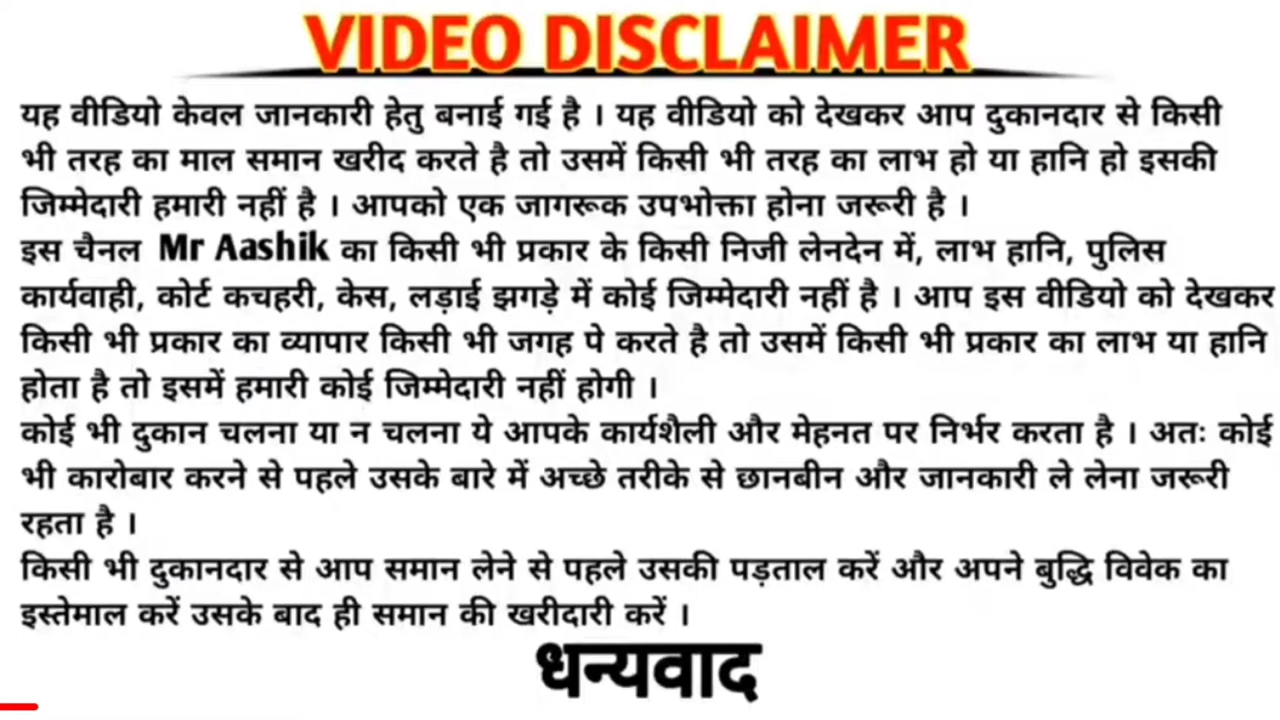 VIDEO DISCLAIMER
यह वीडियो केवल जानकारी हेतु बनाई गई है । यह वीडियो को देखकर आप दुकानदार से किसी
भी तरह का माल समान खरीद करते है तो उसमें किसी भी तरह का लाभ हो या हानि हो इसकी
जिम्मेदारी हमारी नहीं है । आपको एक जागरूक उपभोक्ता होना जरूरी है ।
इस चैनल Mr Aashik का किसी भी प्रकार के किसी निजी लेनदेन में, लाभ हानि, पुलिस
कार्यवाही, कोर्ट कचहरी, केस, लड़ाई झगड़े में कोई जिम्मेदारी नहीं है । आप इस वीडियो को देखकर
किसी भी प्रकार का व्यापार किसी भी जगह पे करते है तो उसमें किसी भी प्रकार का लाभ या हानि
होता है तो इसमें हमारी कोई जिम्मेदारी नहीं होगी ।
कोई भी दुकान चलना या न चलना ये आपके कार्यशैली और मेहनत पर निर्भर करता है । अतः कोई
भी कारोबार करने से पहले उसके बारे में अच्छे तरीके से छानबीन और जानकारी ले लेना जरूरी
रहता है ।
किसी भी दुकानदार से आप समान लेने से पहले उसकी पड़ताल करें और अपने बुद्धि विवेक का
इस्तेमाल करें उसके बाद ही समान की खरीदारी करें ।
धन्यवाद